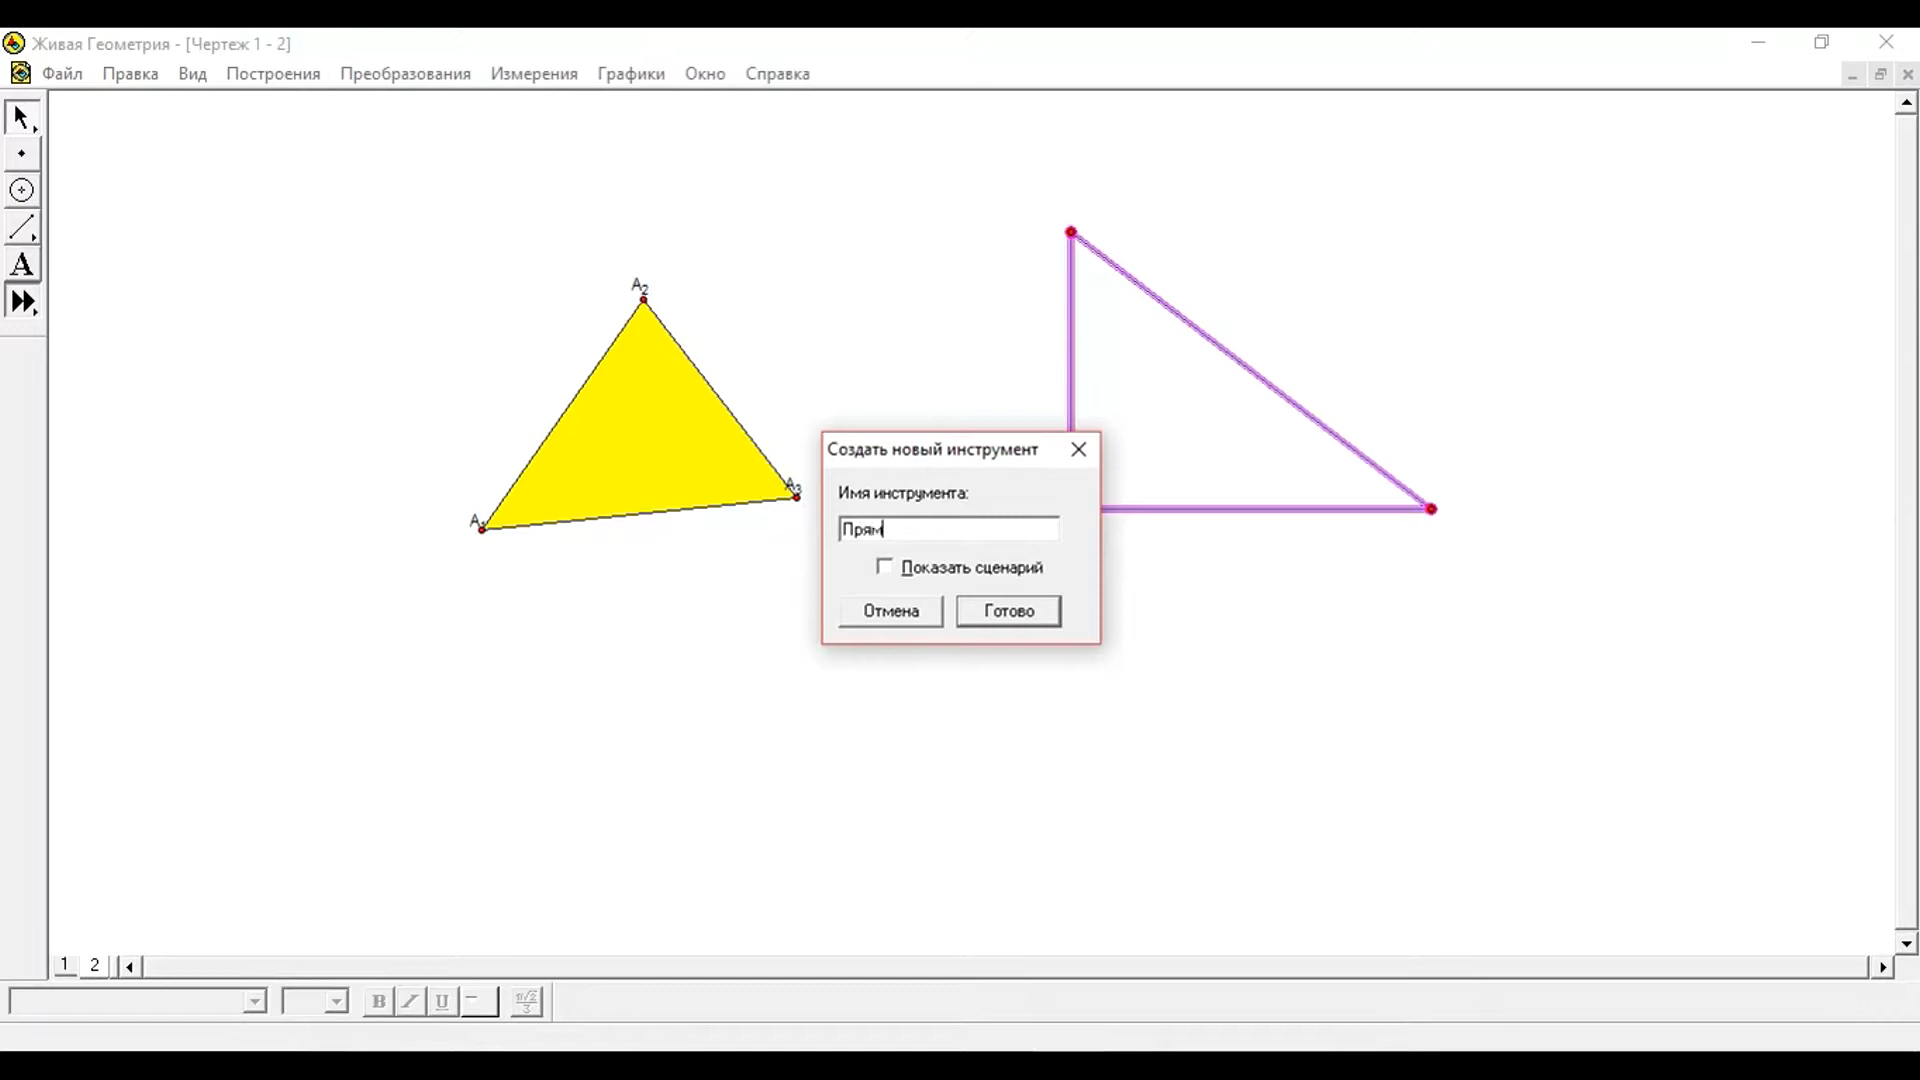 Живая Геометрия - [Чертеж 1 - 2]
Файл Правка Вид Построения Преобразования Измерения Графики Окно Справка
A
A2
A1
A3
Создать новый инструмент
Имя инструмента:
Прям
Показать сценарий
Отмена Готово
1 2
B I U